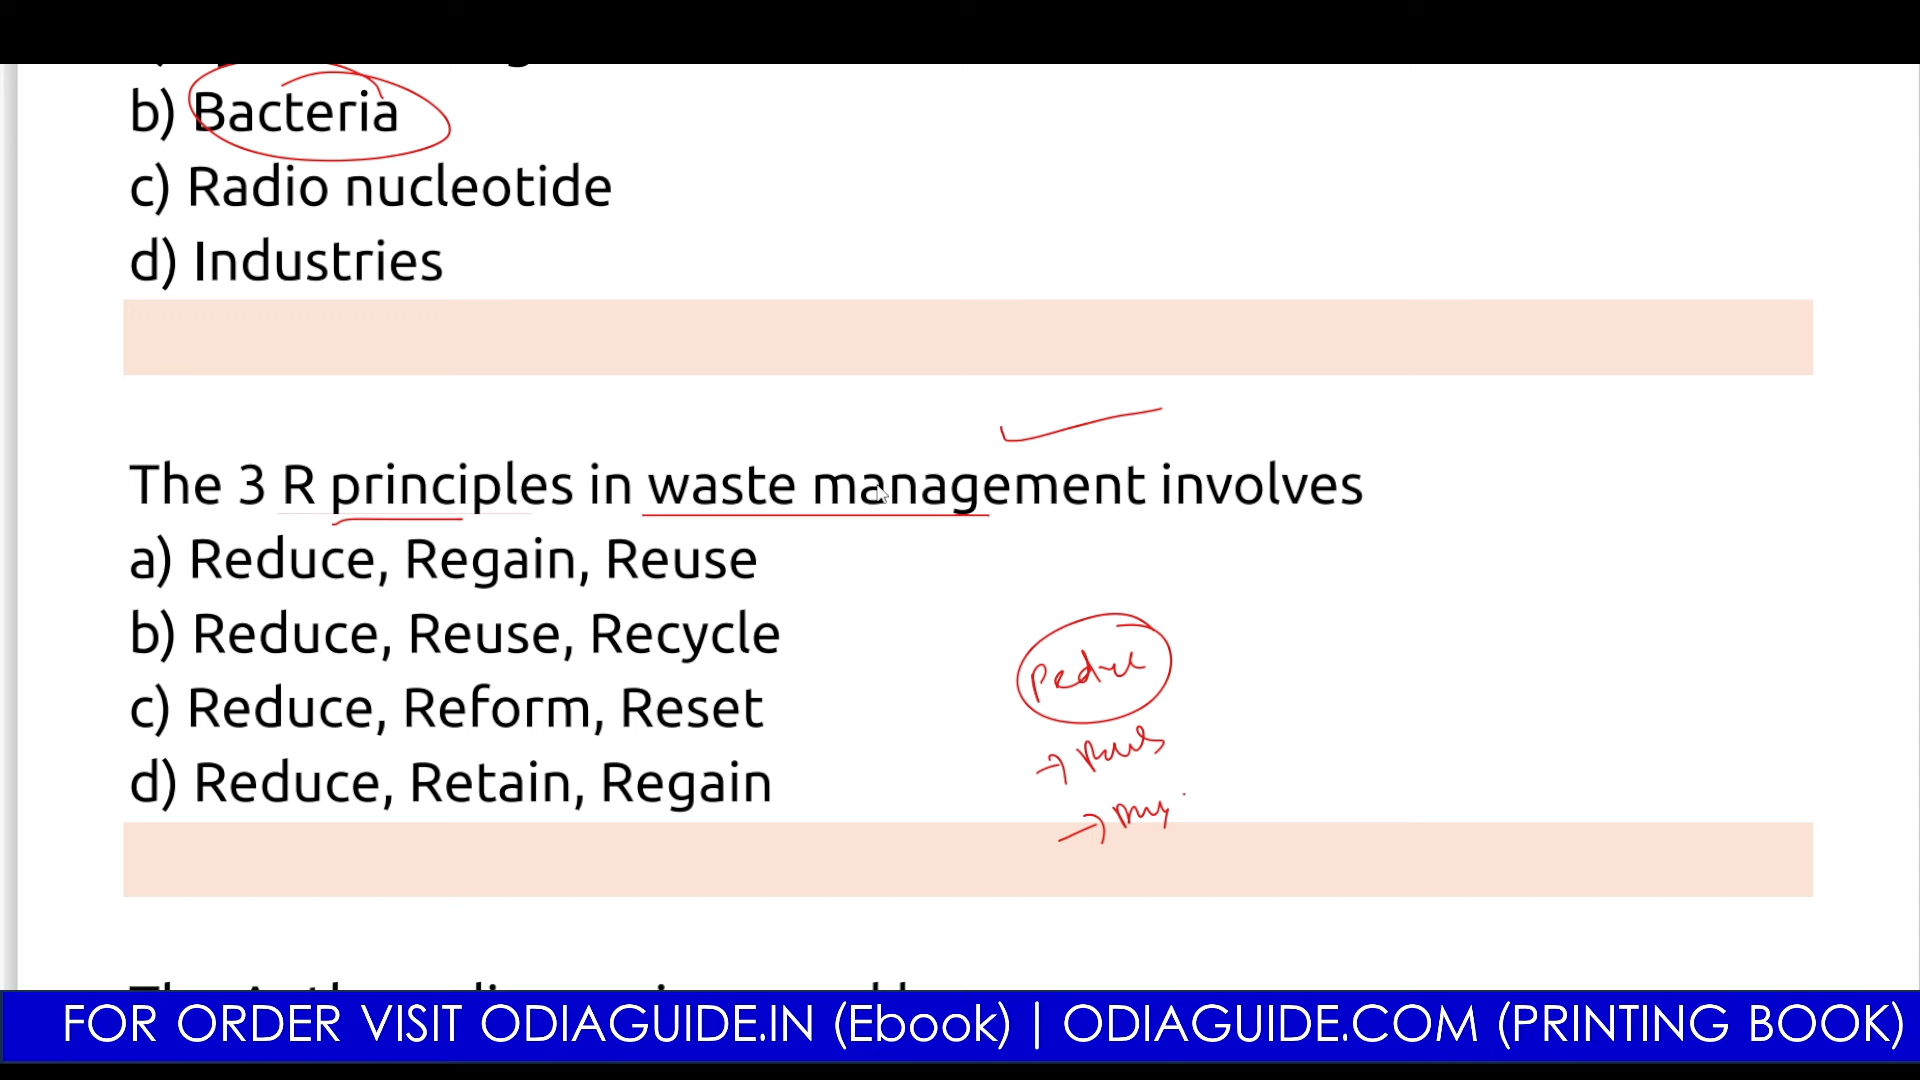 b) Bacteria
c) Radio nucleotide
d) Industries
The 3 R principles in waste management involves
a) Reduce, Regain, Reuse
b) Reduce, Reuse, Recycle
c) Reduce, Reform, Reset
d) Reduce, Retain, Regain
FOR ORDER VISIT ODIAGUIDE.IN (Ebook) | ODIAGUIDE.COM (PRINTING BOOK)